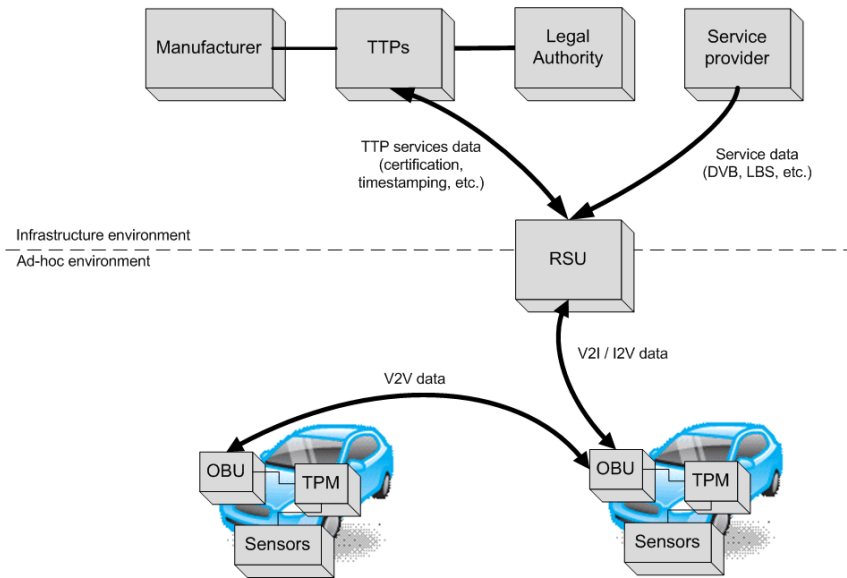 Manufacturer
TTPs
Legal
Authority
Service
provider
TTP services data
(certification,
timestamping, etc.)
Service data
(DVB, LBS, etc.)
Infrastructure environment
Ad-hoc environment
RSU
V2I / I2V data
V2V data
OBU
TPM
Sensors
OBU
TPM
Sensors